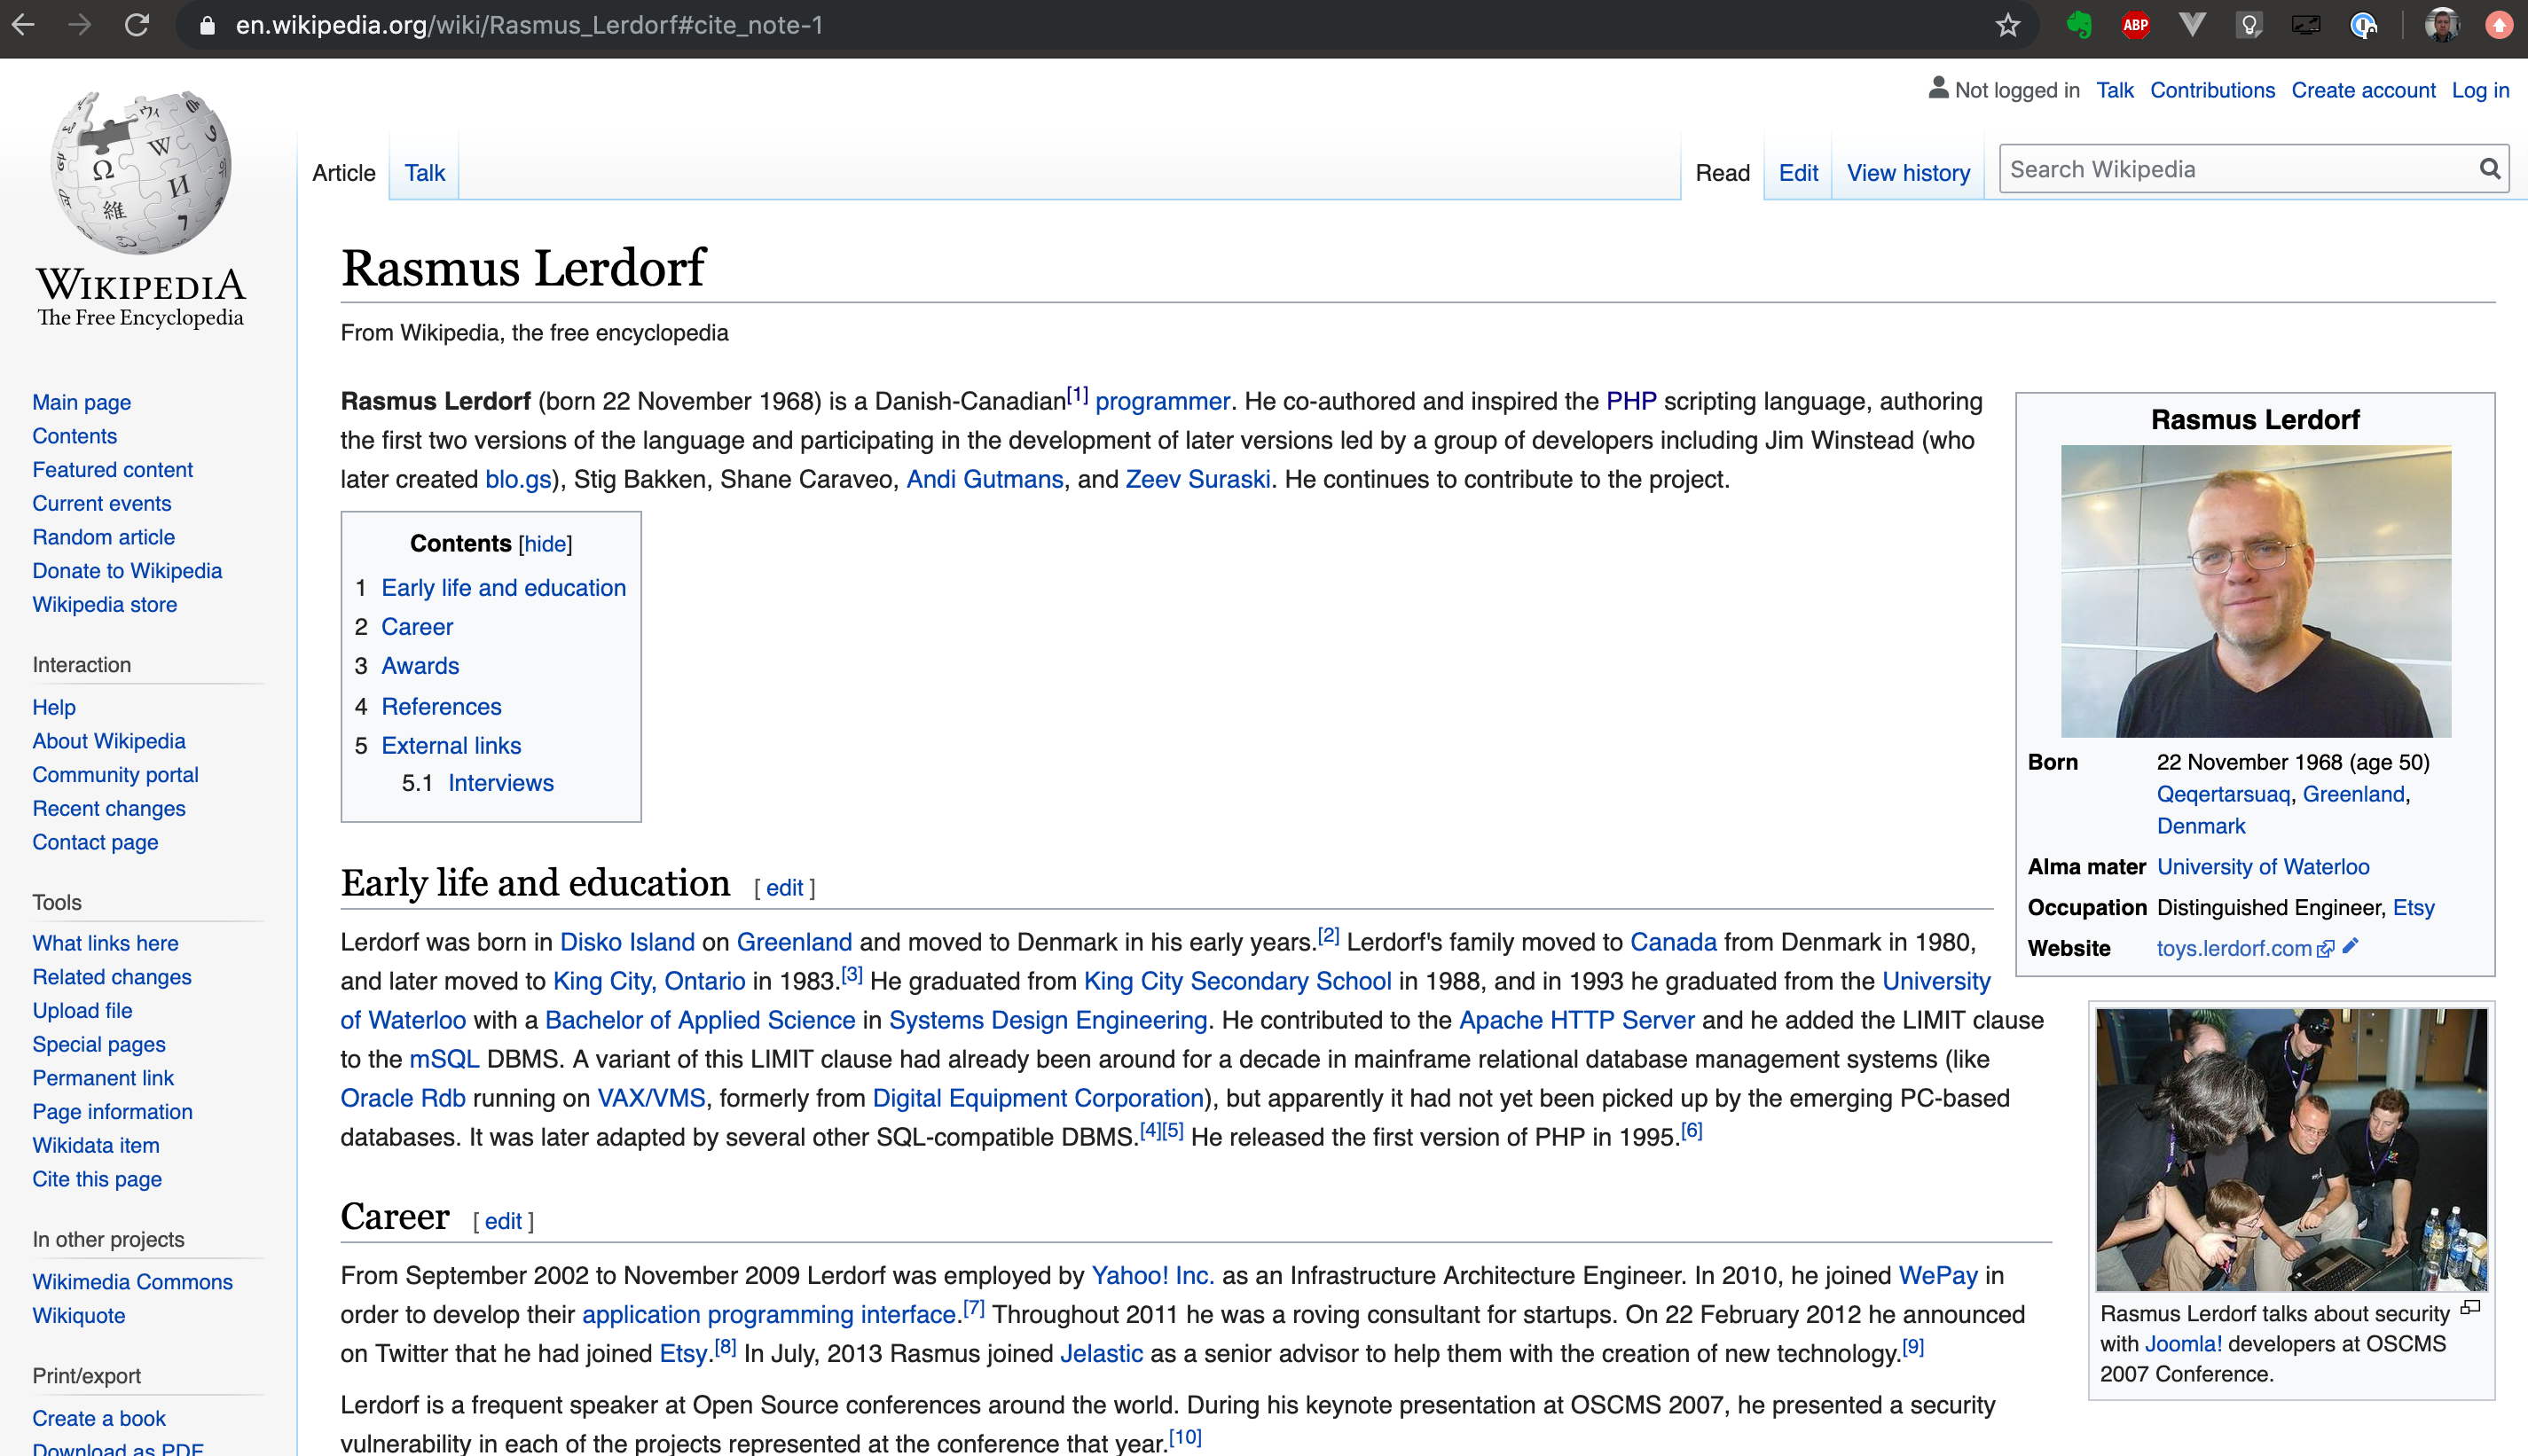 en.wikipedia.org/wiki/Rasmus_Lerdorf#cite_note-1
ABP
Not logged in Talk Contributions Create account Log in
Article Talk Read Edit View history Search Wikipedia
WIKIPEDIA
The Free Encyclopedia
Main page
Contents
Featured content
Current events
Random article
Donate to Wikipedia
Wikipedia store
Interaction
Help
About Wikipedia
Community portal
Recent changes
Contact page
Tools
What links here
Related changes
Upload file
Special pages
Permanent link
Page information
Wikidata item
Cite this page
In other projects
Wikimedia Commons
Wikiquote
Print/export
Create a book
Download as PDF
Rasmus Lerdorf
From Wikipedia, the free encyclopedia
Rasmus Lerdorf (born 22 November 1968) is a Danish-Canadian[1] programmer. He co-authored and inspired the PHP scripting language, authoring
the first two versions of the language and participating in the development of later versions led by a group of developers including Jim Winstead (who
later created blo.gs), Stig Bakken, Shane Caraveo, Andi Gutmans, and Zeev Suraski. He continues to contribute to the project.
Contents [hide]
1 Early life and education
2 Career
3 Awards
4 References
5 External links
5.1 Interviews
Early life and education [ edit ]
Lerdorf was born in Disko Island on Greenland and moved to Denmark in his early years.[2] Lerdorf's family moved to Canada from Denmark in 1980,
and later moved to King City, Ontario in 1983.[3] He graduated from King City Secondary School in 1988, and in 1993 he graduated from the University
of Waterloo with a Bachelor of Applied Science in Systems Design Engineering. He contributed to the Apache HTTP Server and he added the LIMIT clause
to the mSQL DBMS. A variant of this LIMIT clause had already been around for a decade in mainframe relational database management systems (like
Oracle Rdb running on VAX/VMS, formerly from Digital Equipment Corporation), but apparently it had not yet been picked up by the emerging PC-based
databases. It was later adapted by several other SQL-compatible DBMS.[4][5] He released the first version of PHP in 1995.[6]
Career [ edit ]
From September 2002 to November 2009 Lerdorf was employed by Yahoo! Inc. as an Infrastructure Architecture Engineer. In 2010, he joined WePay in
order to develop their application programming interface.[7] Throughout 2011 he was a roving consultant for startups. On 22 February 2012 he announced
on Twitter that he had joined Etsy.[8] In July, 2013 Rasmus joined Jelastic as a senior advisor to help them with the creation of new technology.[9]
Lerdorf is a frequent speaker at Open Source conferences around the world. During his keynote presentation at OSCMS 2007, he presented a security
vulnerability in each of the projects represented at the conference that year.[10]
Rasmus Lerdorf
Born 22 November 1968 (age 50)
Qeqertarsuaq, Greenland,
Denmark
Alma mater University of Waterloo
Occupation Distinguished Engineer, Etsy
Website toys.lerdorf.com
Rasmus Lerdorf talks about security
with Joomla! developers at OSCMS
2007 Conference.